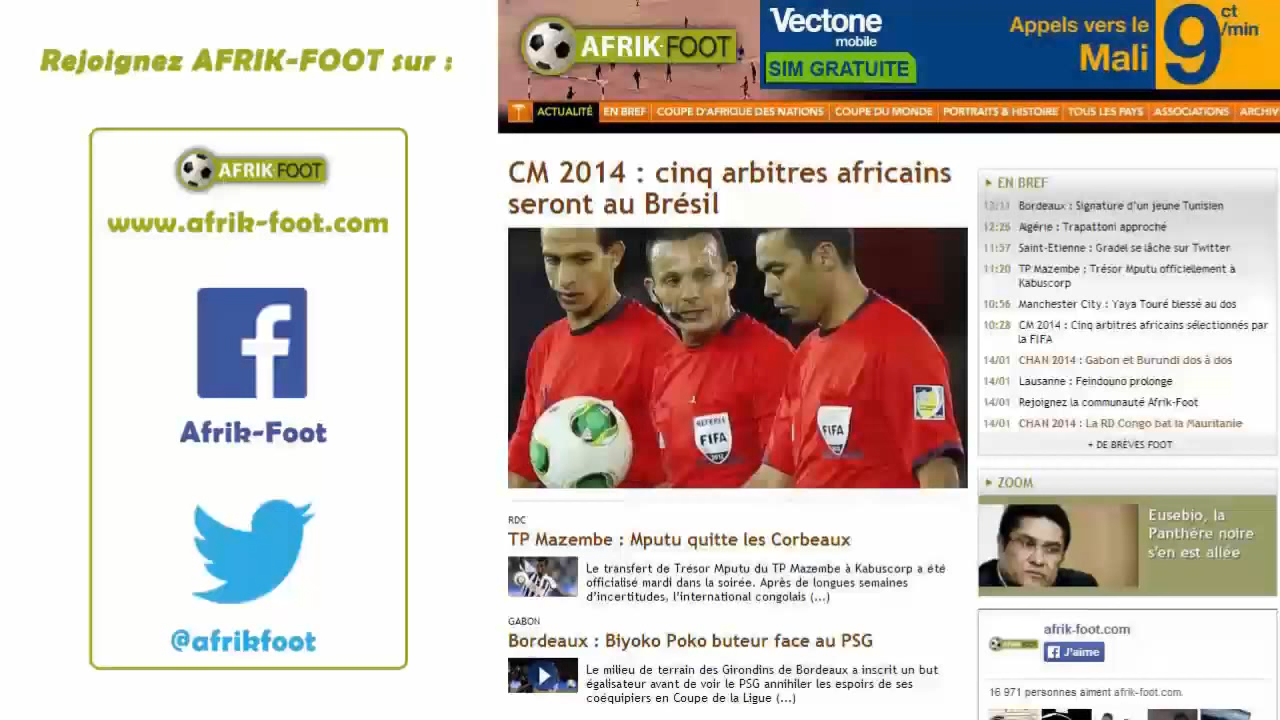 Rejoignez AFRIK-FOOT sur :
AFRIK FOOT
www.afrik-foot.com
Afrik-Foot
@afrikfoot
AFRIK-FOOT
Vectone
mobile
SIM GRATUITE
Appels vers le
Mali
9 ct
/min
ACTUALITÉ
EN BREF
COUPE D'AFRIQUE DES NATIONS
COUPE DU MONDE
PORTRAITS & HISTOIRE
TOUS LES PAYS
ASSOCIATIONS
ARCHIV
CM 2014 : cinq arbitres africains
seront au Brésil
REFEREE
FIFA
2012
FIFA
RDC
TP Mazembe : Mputu quitte les Corbeaux
Le transfert de Trésor Mputu du TP Mazembe à Kabuscorp a été
officialisé mardi dans la soirée. Après de longues semaines
d'incertitudes, l'international congolais (...)
GABON
Bordeaux : Biyoko Poko buteur face au PSG
Le milieu de terrain des Girondins de Bordeaux a inscrit un but
égalisateur avant de voir le PSG annihiler les espoirs de ses
coéquipiers en Coupe de la Ligue (...)
EN BREF
Bordeaux : Signature d'un jeune Tunisien
12:26 Algérie : Trapattoni approché
11:57 Saint-Etienne : Gradel se lâche sur Twitter
11:20 TP Mazembe : Trésor Mputu officiellement à
Kabuscorp
10:56 Manchester City : Yaya Touré blessé au dos
10:28 CM 2014 : Cinq arbitres africains sélectionnés par
la FIFA
14/01 CHAN 2014 : Gabon et Burundi dos à dos
14/01 Lausanne : Feindouno prolonge
14/01 Rejoignez la communauté Afrik-Foot
14/01 CHAN 2014 : La RD Congo bat la Mauritanie
+ DE BRÈVES FOOT
ZOOM
Eusebio, la
Panthère noire
s'en est allée
afrik-foot.com
J'aime
16 971 personnes aiment afrik-foot.com.